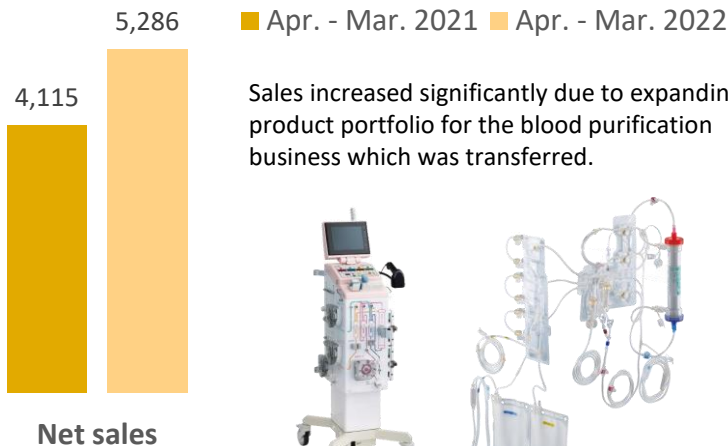 5,286
4,115
Apr. - Mar. 2021 Apr. - Mar. 2022
Sales increased significantly due to expandin
product portfolio for the blood purification
business which was transferred.
Net sales